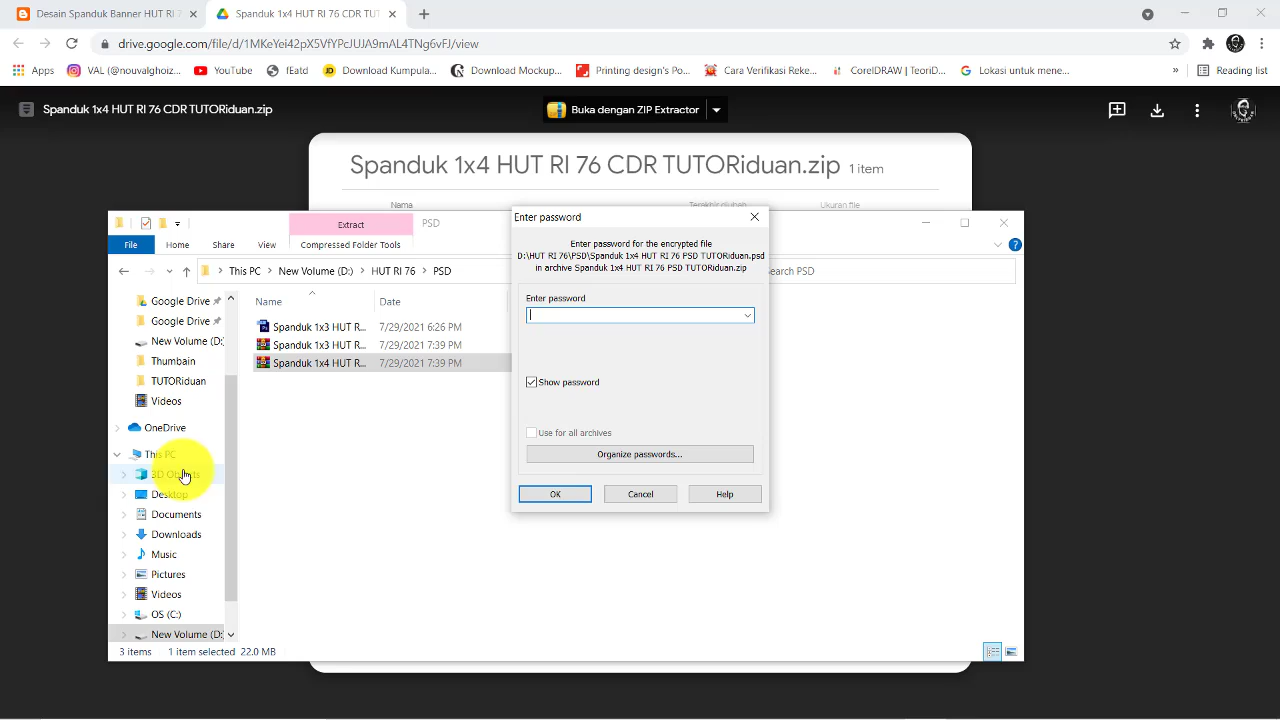 Desain Spanduk Banner HUT RI 7
Spanduk 1x4 HUT RI 76 CDR TUT
drive.google.com/file/d/1MKeYei42pX5VfYPcJUJA9mAL4TNg6vFJ/view
Apps
VAL (@nouvalghoiz...
YouTube
fEatd
Download Kumpula...
Download Mockup...
Printing design's Po...
Cara Verifikasi Reke...
CorelDRAW | TeoriD...
Lokasi untuk mene...
»
Reading list
Spanduk 1x4 HUT RI 76 CDR TUTORiduan.zip
Buka dengan ZIP Extractor
Spanduk 1x4 HUT RI 76 CDR TUTORiduan.zip 1 item
Nama
Terakhir diubah
Ukuran file
Extract
PSD
File
Home
Share
View
Compressed Folder Tools
This PC > New Volume (D:) > HUT RI 76 > PSD
earch PSD
Name
Date
Google Drive
Google Drive
New Volume (D:
Thumbain
TUTORiduan
Videos
OneDrive
This PC
3D Objects
Desktop
Documents
Downloads
Music
Pictures
Videos
OS (C:)
New Volume (D:
Spanduk 1x3 HUT R... 7/29/2021 6:26 PM
Spanduk 1x3 HUT R... 7/29/2021 7:39 PM
Spanduk 1x4 HUT R... 7/29/2021 7:39 PM
3 items
1 item selected 22.0 MB
Enter password
Enter password for the encrypted file
D:\HUT RI 76\PSD\Spanduk 1x4 HUT RI 76 PSD TUTORiduan.psd
in archive Spanduk 1x4 HUT RI 76 PSD TUTORiduan.zip
Enter password
Show password
Use for all archives
Organize passwords...
OK
Cancel
Help